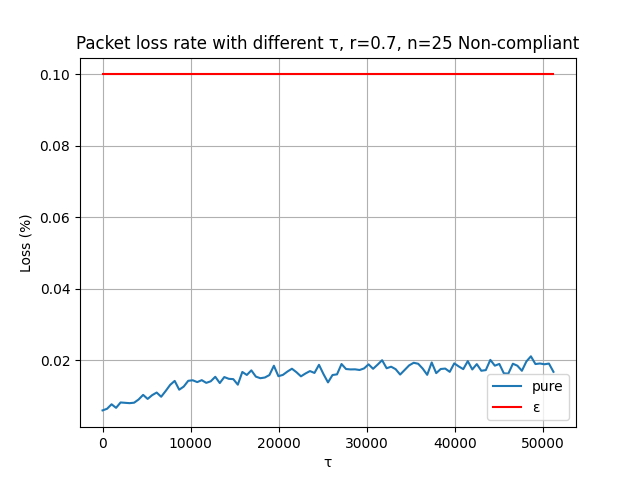 Packet loss rate with different τ, r=0.7, n=25 Non-compliant
0.10
0.08
0.06
0.04
0.02
Loss (%)
0 10000 20000 30000 40000 50000
τ
pure
ε